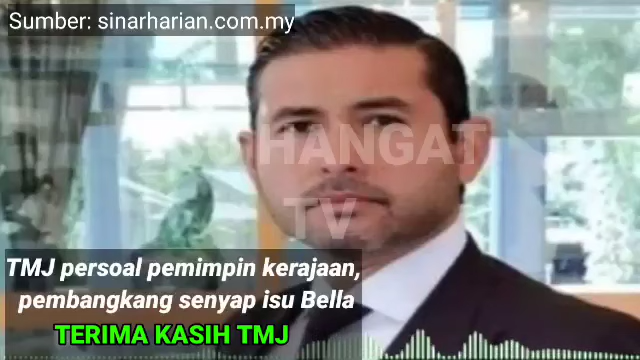 Sumber: sinarharian.com.my
HANGAT
TV
TMJ persoal pemimpin kerajaan,
pembangkang senyap isu Bella
TERIMA KASIH TMJ